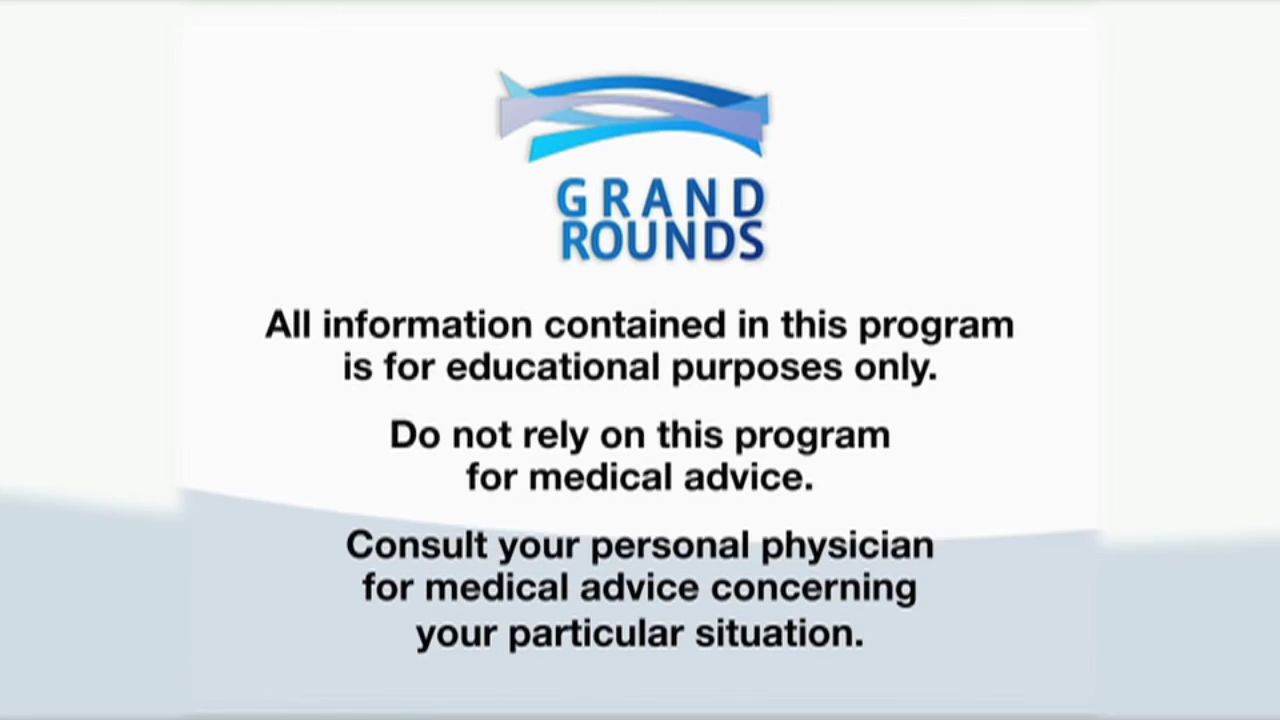 GRAND
ROUNDS
All information contained in this program
is for educational purposes only.
Do not rely on this program
for medical advice.
Consult your personal physician
for medical advice concerning
your particular situation.